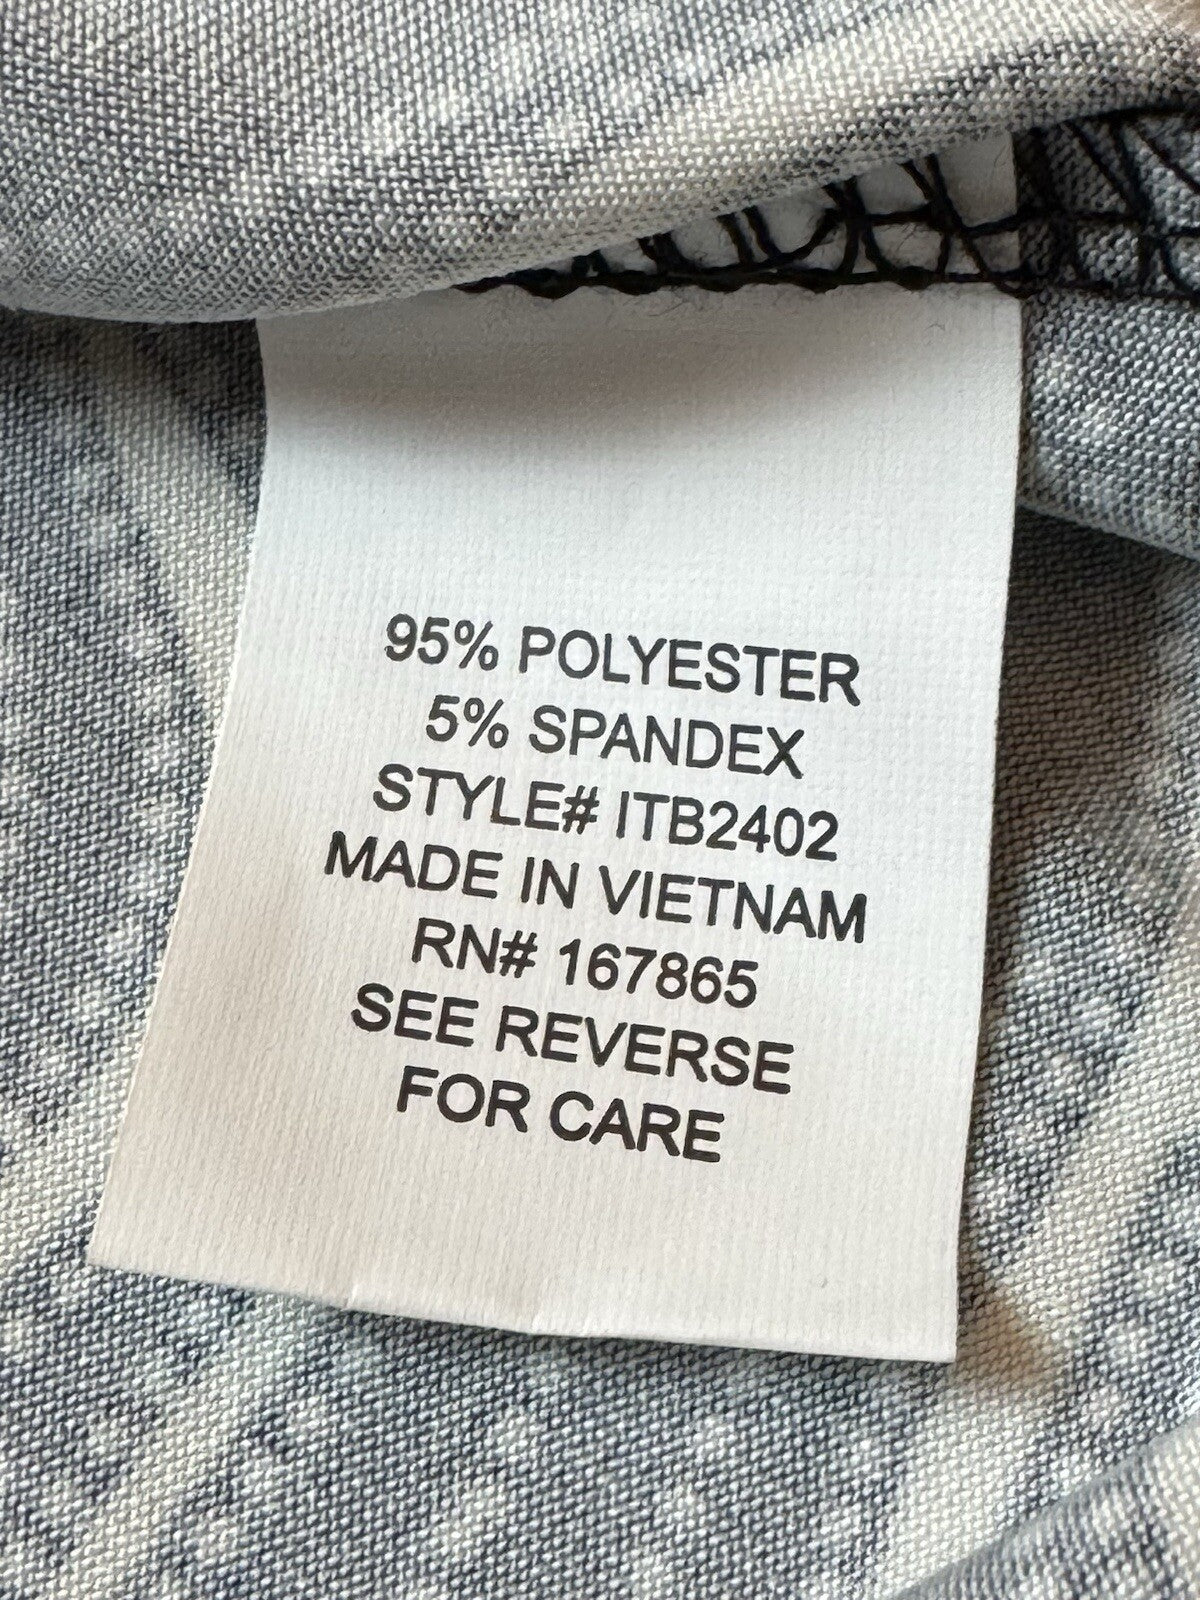 95% POLYESTER
5% SPANDEX
STYLE# ITB2402
MADE IN VIETNAM
RN# 167865
SEE REVERSE
FOR CARE